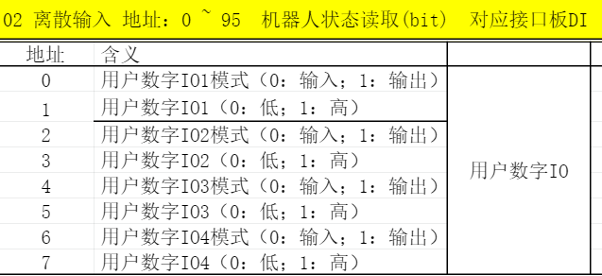 02 离散输入 地址：0 ~ 95 机器人状态读取(bit) 对应接口板DI
地址 含义
0 用户数字IO1模式（0：输入；1：输出）
1 用户数字IO1（0：低；1：高）
2 用户数字IO2模式（0：输入；1：输出）
3 用户数字IO2（0：低；1：高）
4 用户数字IO3模式（0：输入；1：输出）
5 用户数字IO3（0：低；1：高）
6 用户数字IO4模式（0：输入；1：输出）
7 用户数字IO4（0：低；1：高）
用户数字IO